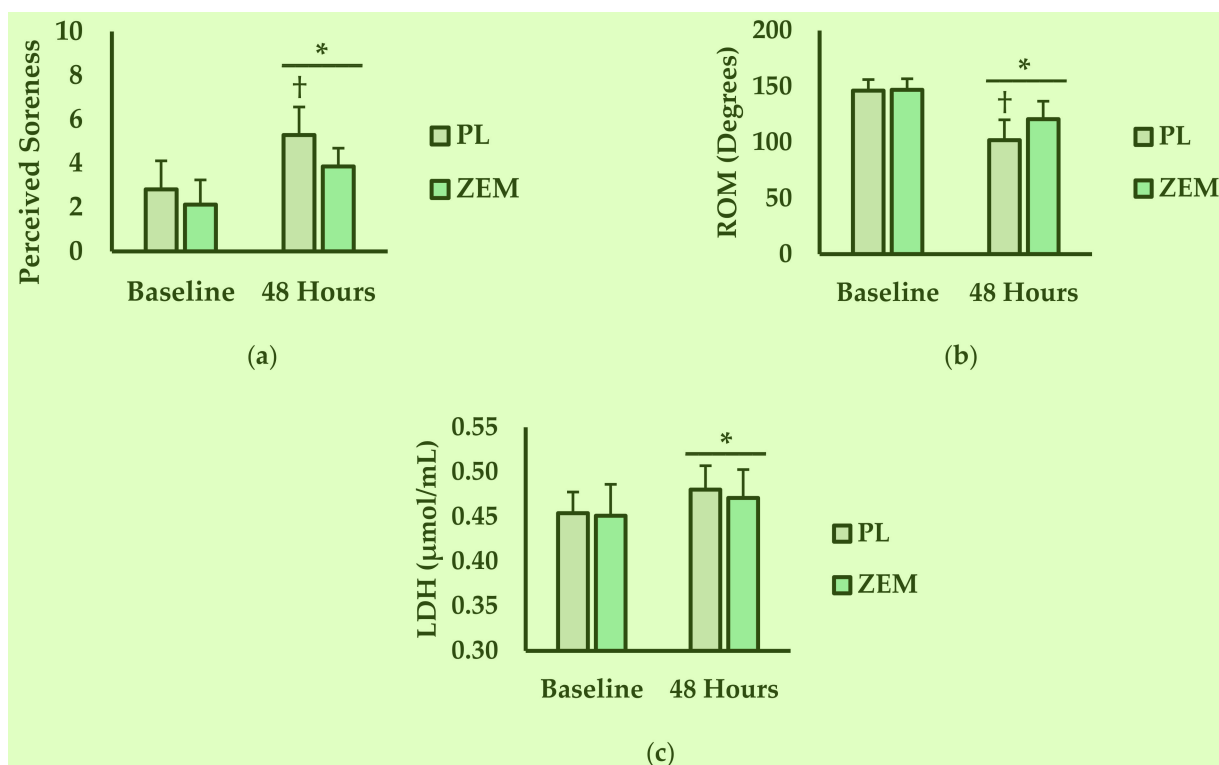 Perceived Soreness
10
8
6
4
2
0
*
†
Baseline 48 Hours
PL
ZEM
(a)
ROM (Degrees)
200
150
100
50
0
*
†
Baseline 48 Hours
PL
ZEM
(b)
LDH (µmol/mL)
0.55
0.50
0.45
0.40
0.35
0.30
*
Baseline 48 Hours
PL
ZEM
(c)